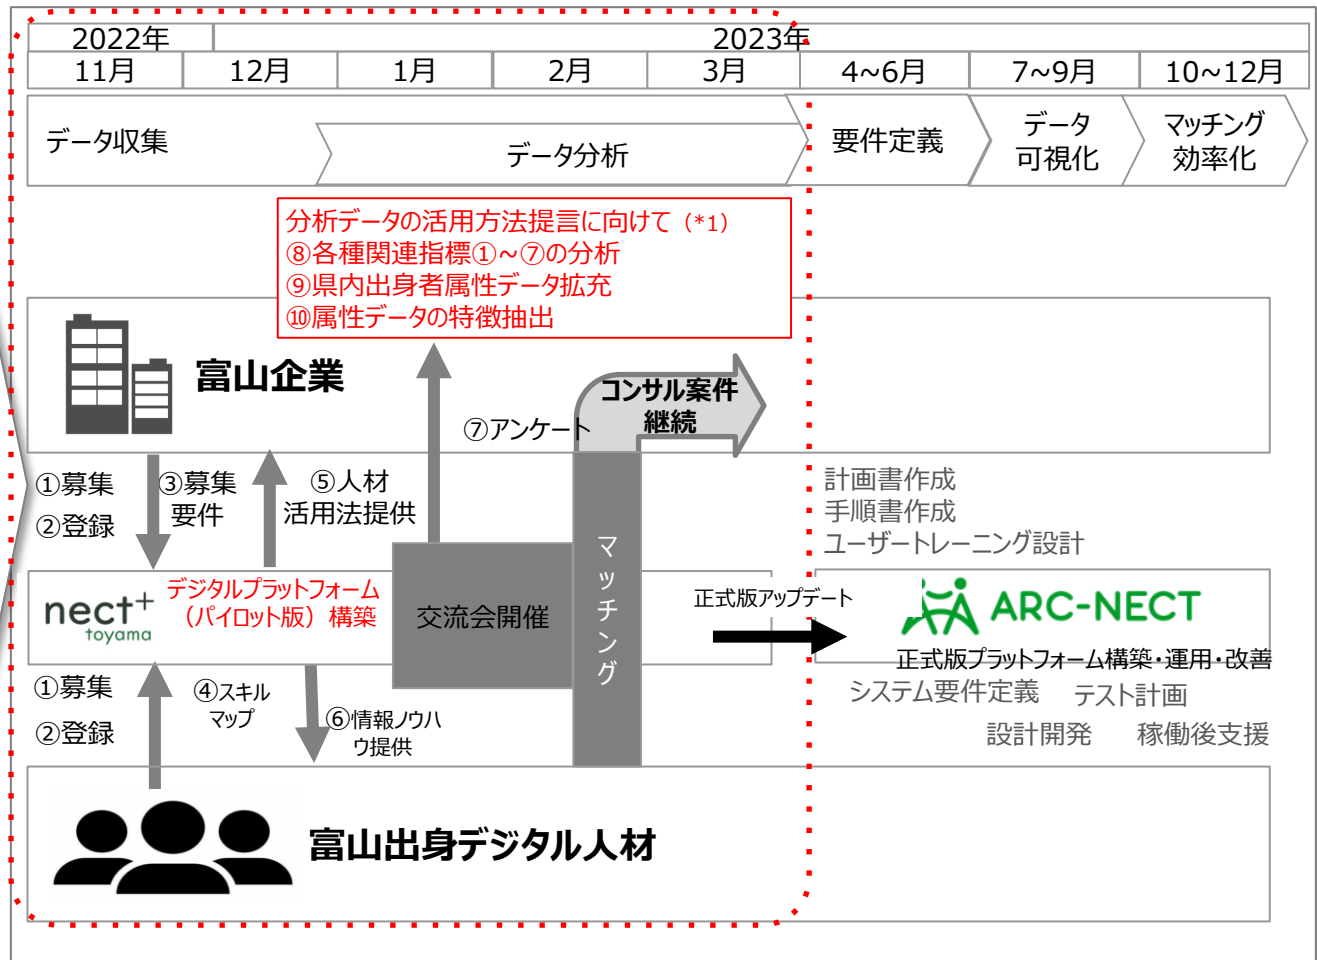 2022年
2023年
11月
12月
1月
2月
3月
4~6月
7~9月
10~12月
データ収集
データ分析
要件定義
データ
可視化
マッチング
効率化
分析データの活用方法提言に向けて（*1）
⑧各種関連指標①~⑦の分析
⑨県内出身者属性データ拡充
⑩属性データの特徴抽出
富山企業
コンサル案件
継続
⑦アンケート
①募集
②登録
③募集
要件
⑤人材
活用法提供
計画書作成
手順書作成
ユーザートレーニング設計
nect+
toyama
デジタルプラットフォーム
（パイロット版）構築
交流会開催
マッチング
正式版アップデート
ARC-NECT
正式版プラットフォーム構築・運用・改善
システム要件定義
テスト計画
設計開発
稼働後支援
①募集
②登録
④スキル
マップ
⑥情報ノウハ
ウ提供
富山出身デジタル人材